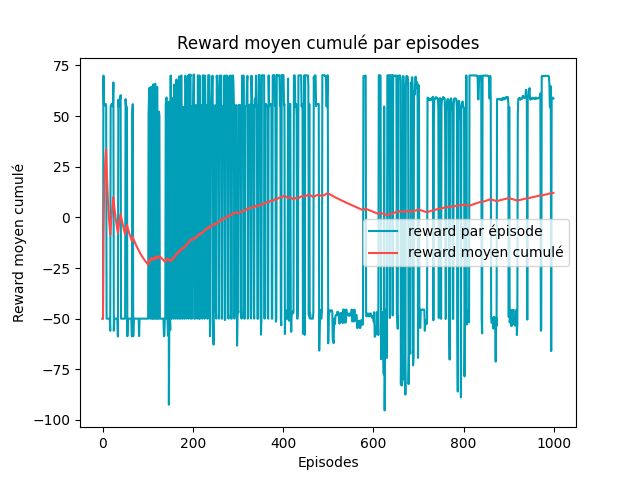 Reward moyen cumulé par episodes
Reward moyen cumulé
75
50
25
0
−25
−50
−75
−100
reward par épisode
reward moyen cumulé
0
200
400
600
800
1000
Episodes